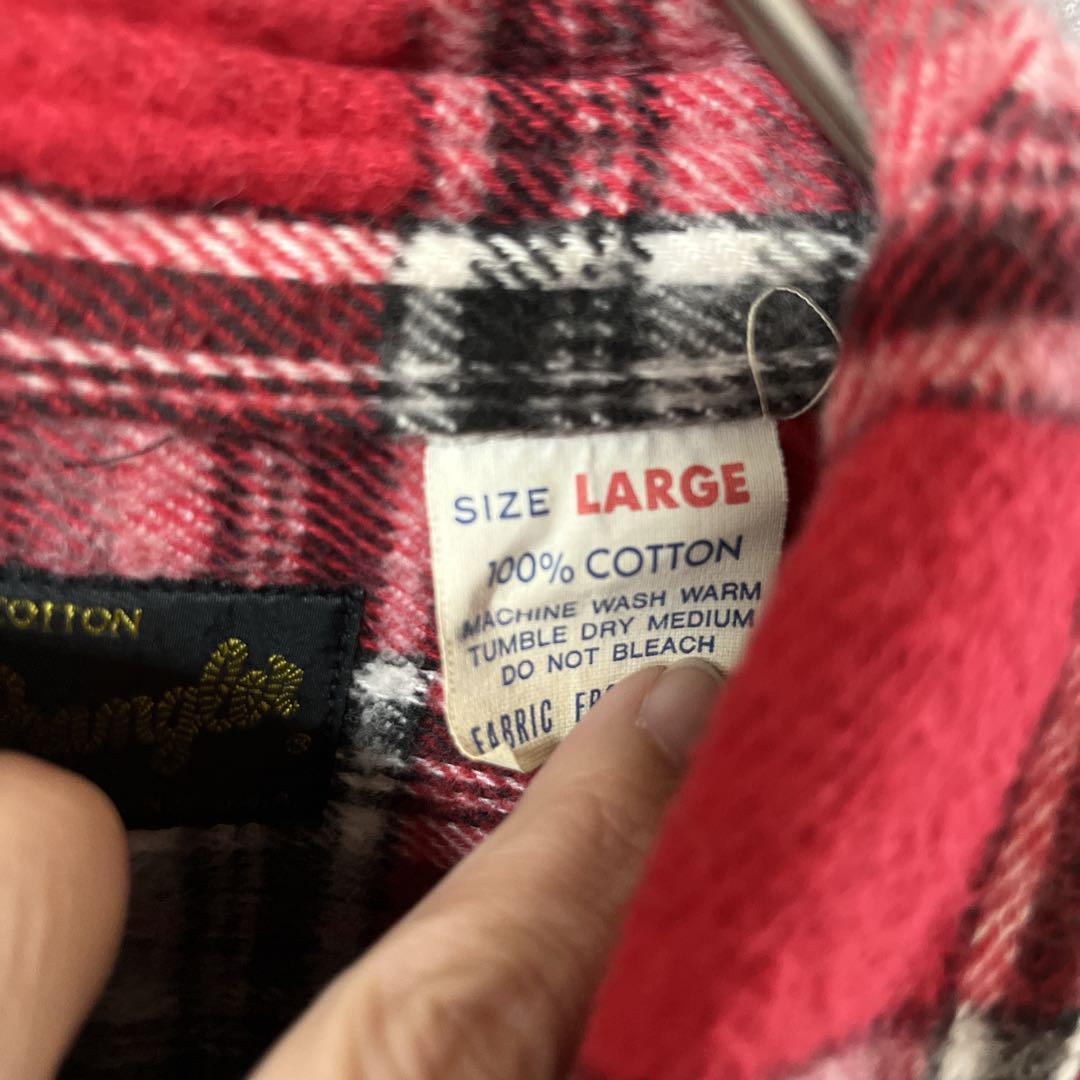 SIZE LARGE
100% COTTON
MACHINE WASH WARM
TUMBLE DRY MEDIUM
DO NOT BLEACH
FABRIC
COTTON